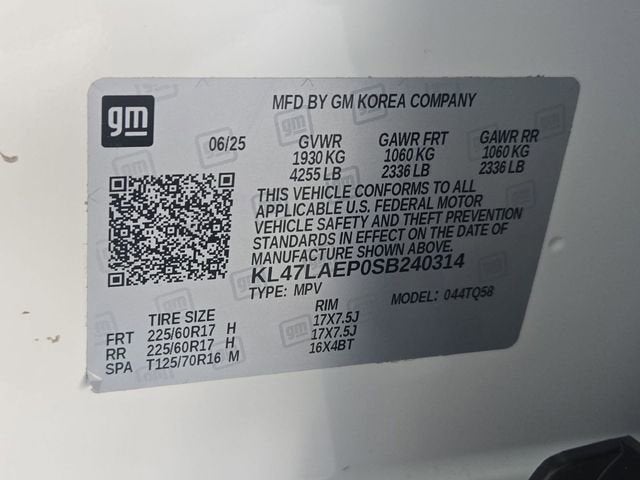 gm
MFD BY GM KOREA COMPANY
06/25 GVWR GAWR FRT GAWR RR
1930 KG 1060 KG 1060 KG
4255 LB 2336 LB 2336 LB
THIS VEHICLE CONFORMS TO ALL
APPLICABLE U.S. FEDERAL MOTOR
VEHICLE SAFETY AND THEFT PREVENTION
STANDARDS IN EFFECT ON THE DATE OF
MANUFACTURE SHOWN ABOVE.
KL47LAEP0SB240314
TYPE: MPV MODEL: 044TQ58
TIRE SIZE RIM
FRT 225/60R17 H 17X7.5J
RR 225/60R17 H 17X7.5J
SPA T125/70R16 M 16X4BT